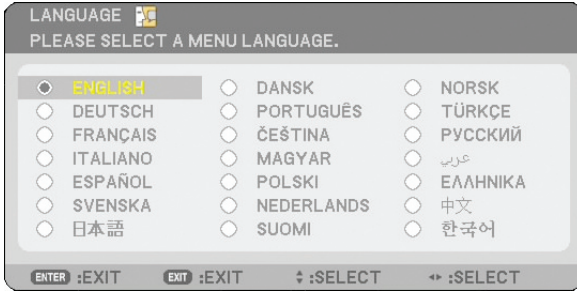 LANGUAGE
PLEASE SELECT A MENU LANGUAGE.
ENGLISH DANSK NORSK
DEUTSCH PORTUGUÊS TÜRKÇE
FRANÇAIS ČEŠTINA РУССКИЙ
ITALIANO MAGYAR عربي
ESPAÑOL POLSKI ΕΛΛΗΝΙΚΑ
SVENSKA NEDERLANDS 中文
日本語 SUOMI 한국어
ENTER :EXIT EXIT :EXIT :SELECT :SELECT